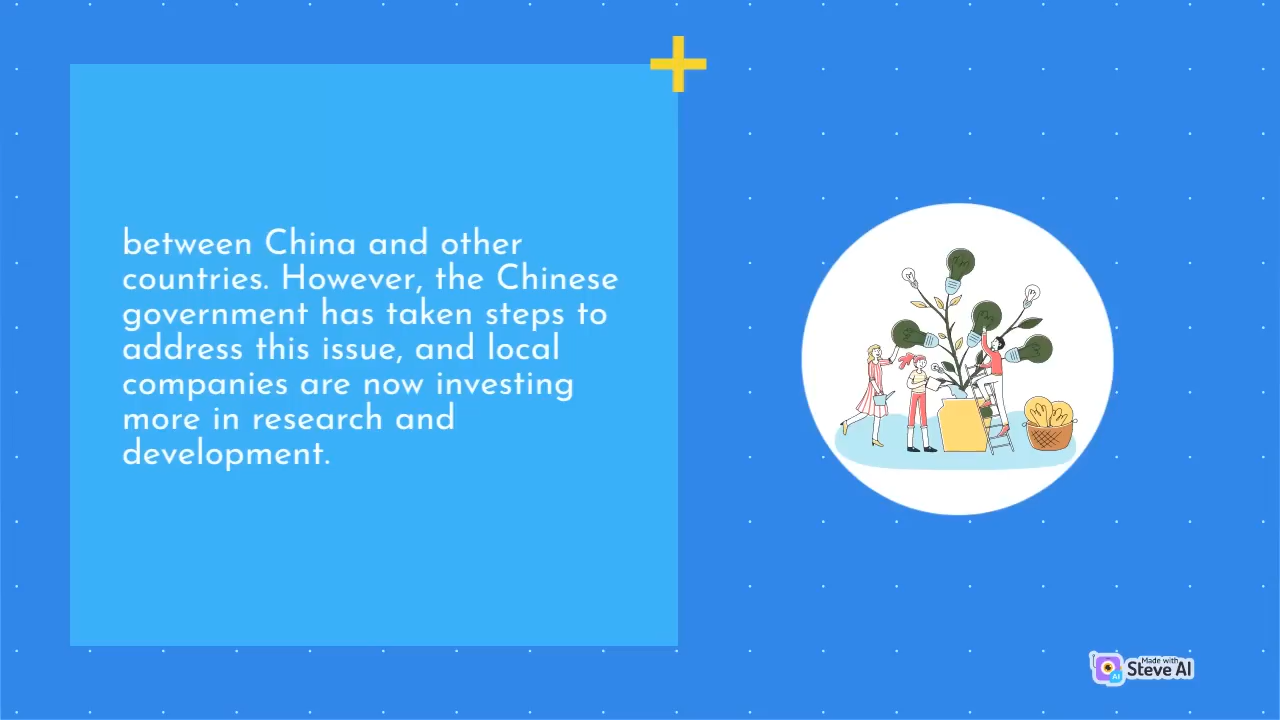 between China and other
countries. However, the Chinese
government has taken steps to
address this issue, and local
companies are now investing
more in research and
development.
Made with
Steve AI
AI